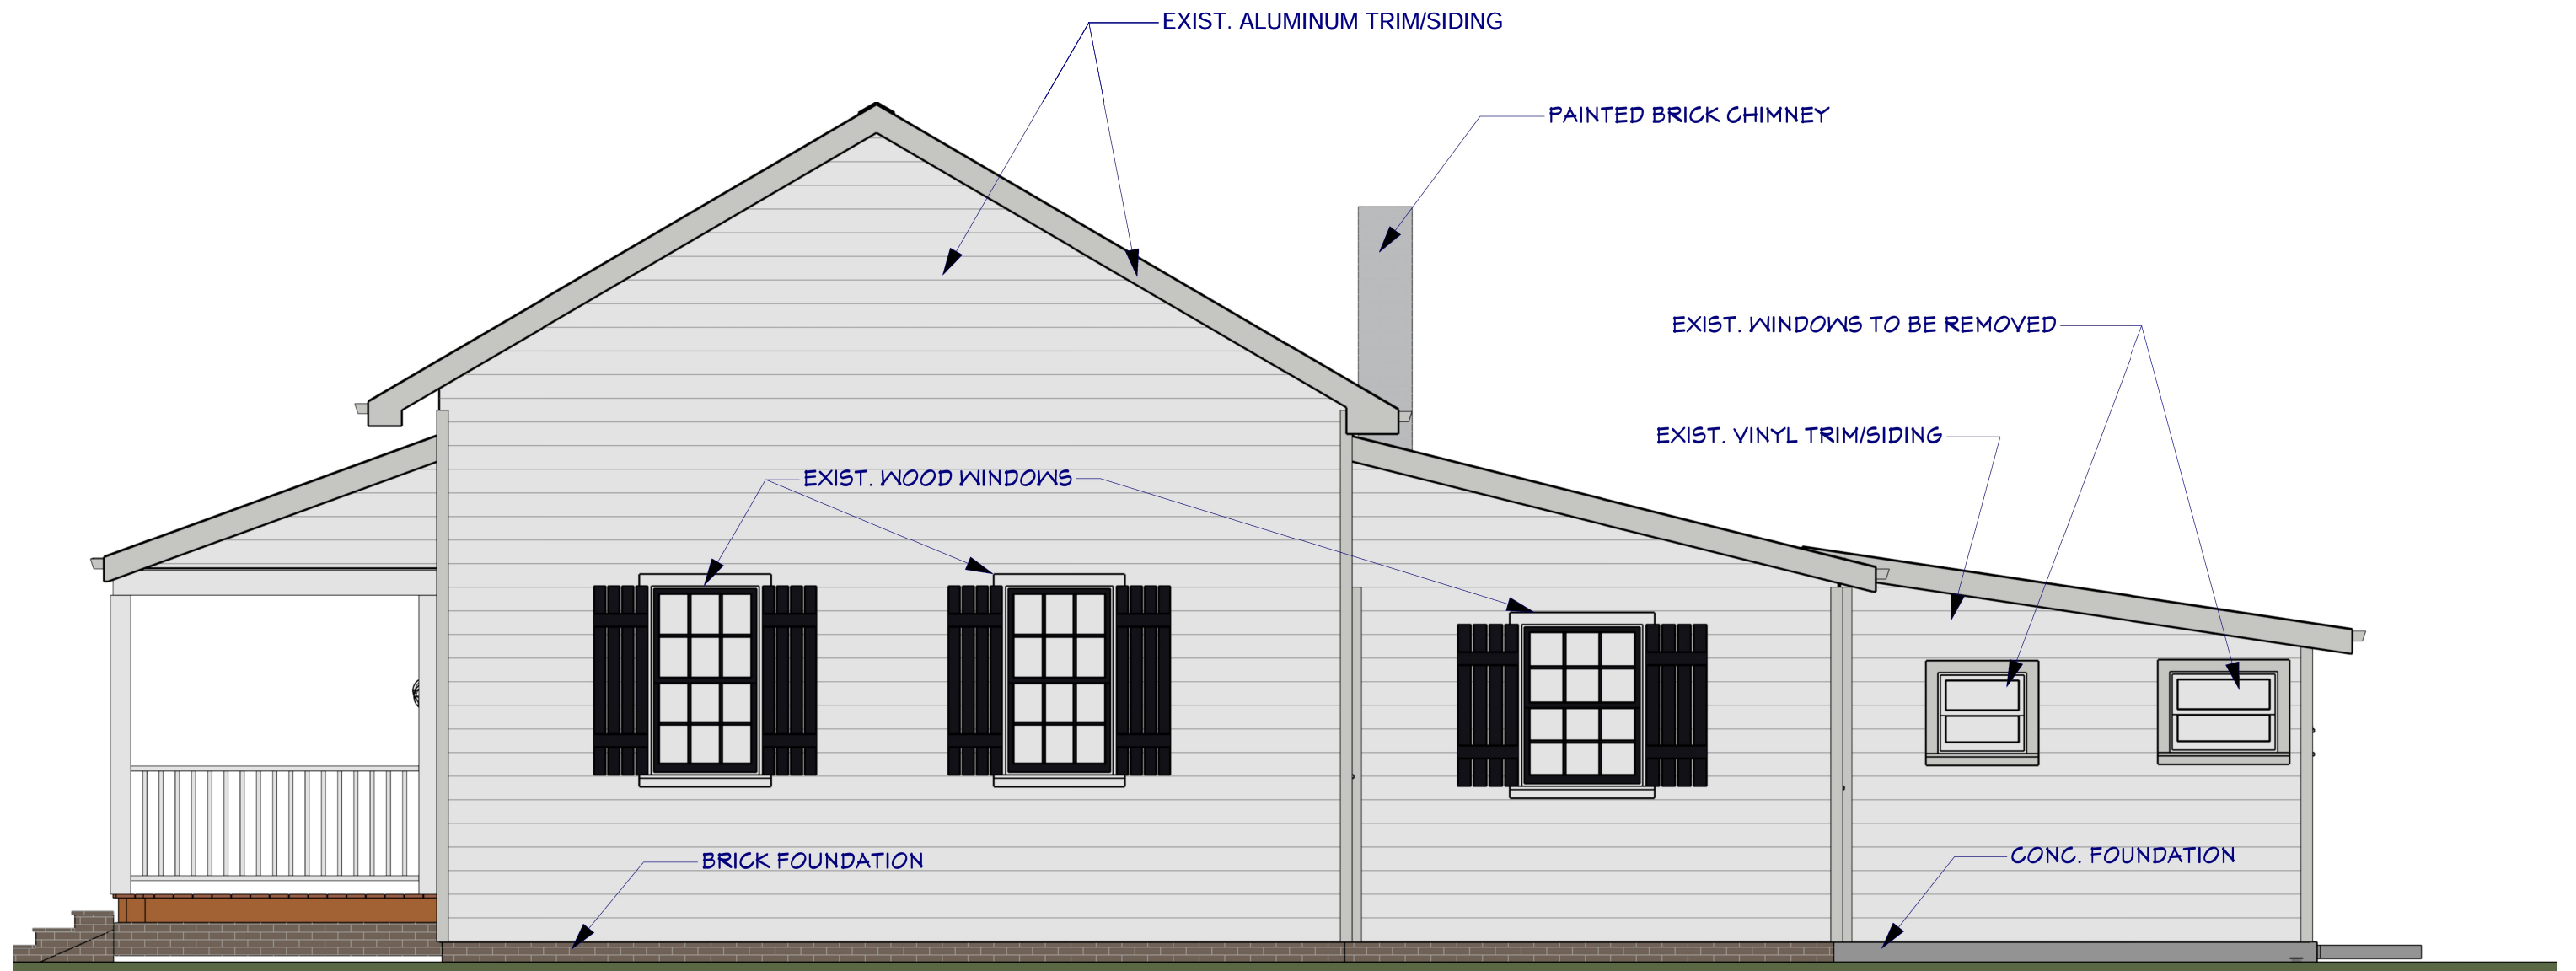 EXIST. ALUMINUM TRIM/SIDING
PAINTED BRICK CHIMNEY
EXIST. WINDOWS TO BE REMOVED
EXIST. VINYL TRIM/SIDING
EXIST. WOOD WINDOWS
BRICK FOUNDATION
CONC. FOUNDATION